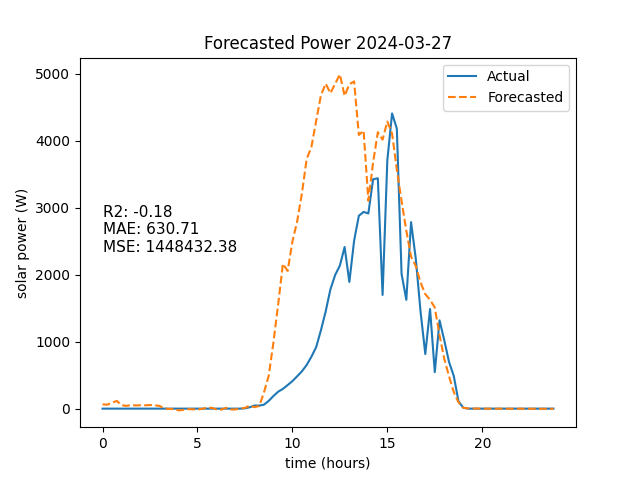 Forecasted Power 2024-03-27
Actual
Forecasted
5000
4000
3000
2000
1000
0
solar power (W)
R2: -0.18
MAE: 630.71
MSE: 1448432.38
0 5 10 15 20
time (hours)